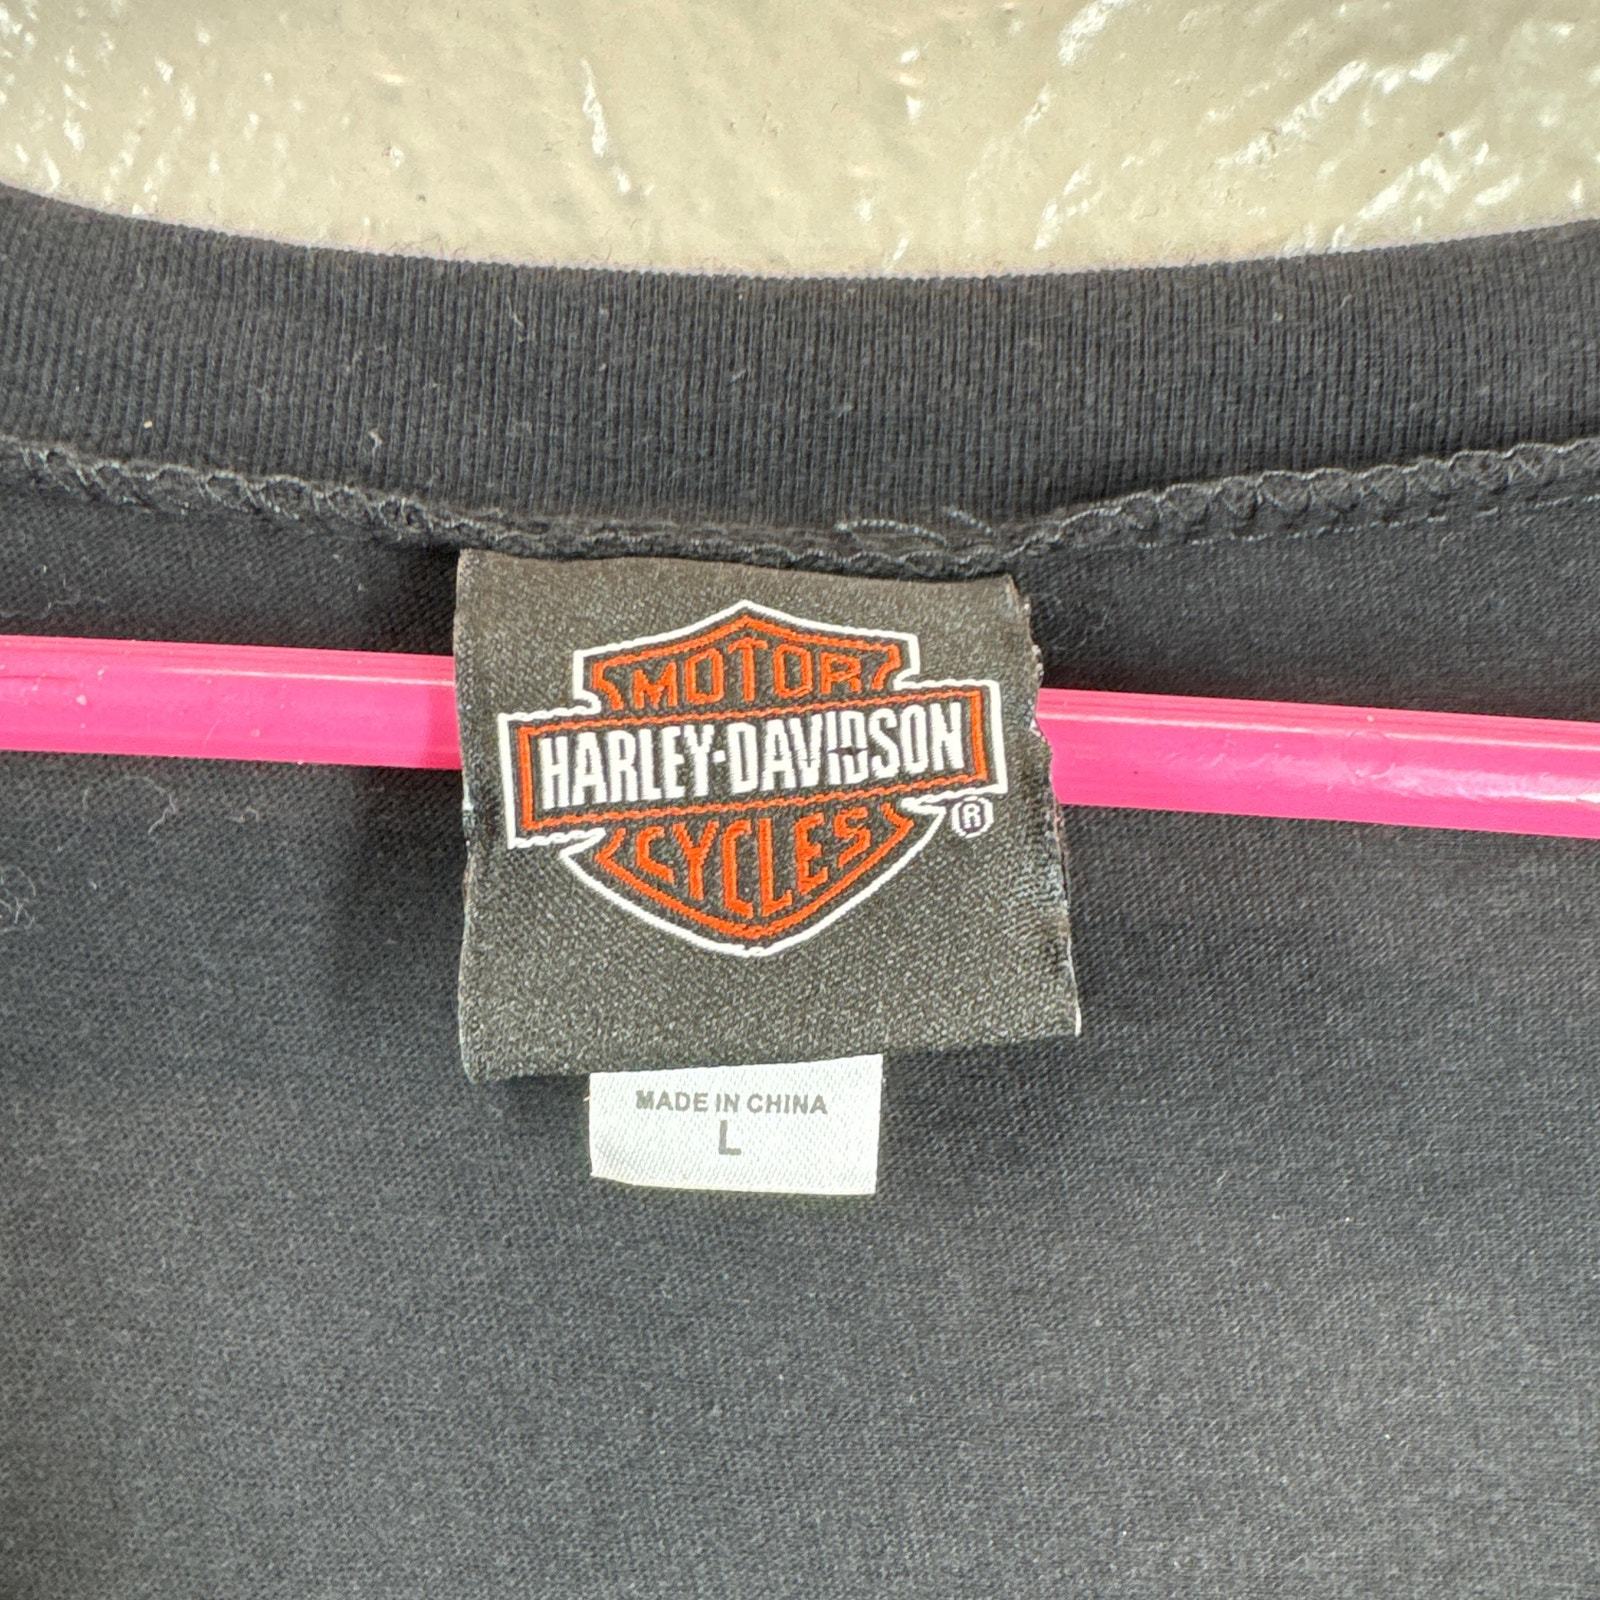 MOTOR
HARLEY-DAVIDSON
®
CYCLES
MADE IN CHINA
L